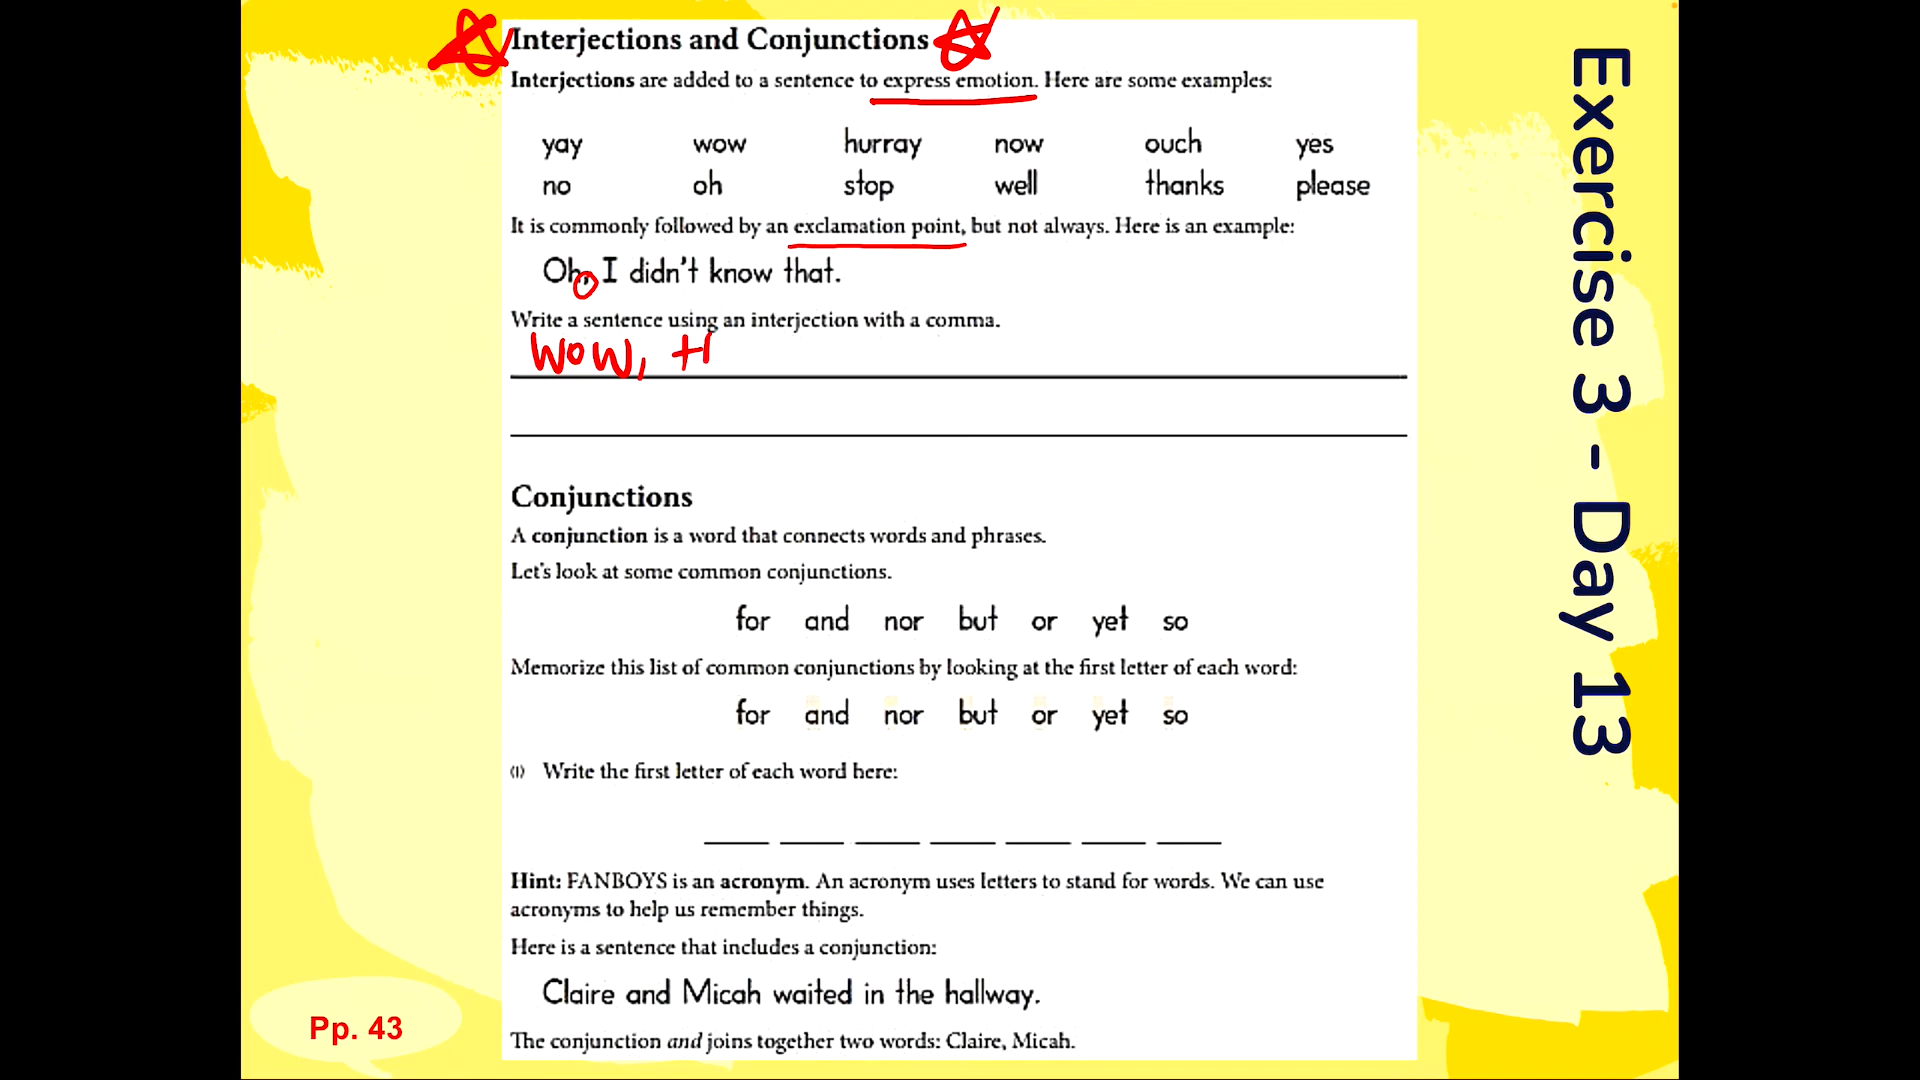 Interjections and Conjunctions
Interjections are added to a sentence to express emotion. Here are some examples:
yay wow hurray now ouch yes
no oh stop well thanks please
It is commonly followed by an exclamation point, but not always. Here is an example:
Oh, I didn't know that.
Write a sentence using an interjection with a comma.
Wow,
Conjunctions
A conjunction is a word that connects words and phrases.
Let's look at some common conjunctions.
for and nor but or yet so
Memorize this list of common conjunctions by looking at the first letter of each word:
for and nor but or yet so
(1) Write the first letter of each word here:
Hint: FANBOYS is an acronym. An acronym uses letters to stand for words. We can use
acronyms to help us remember things.
Here is a sentence that includes a conjunction:
Claire and Micah waited in the hallway.
The conjunction and joins together two words: Claire, Micah.
Pp. 43
Exercise 3 - Day 13